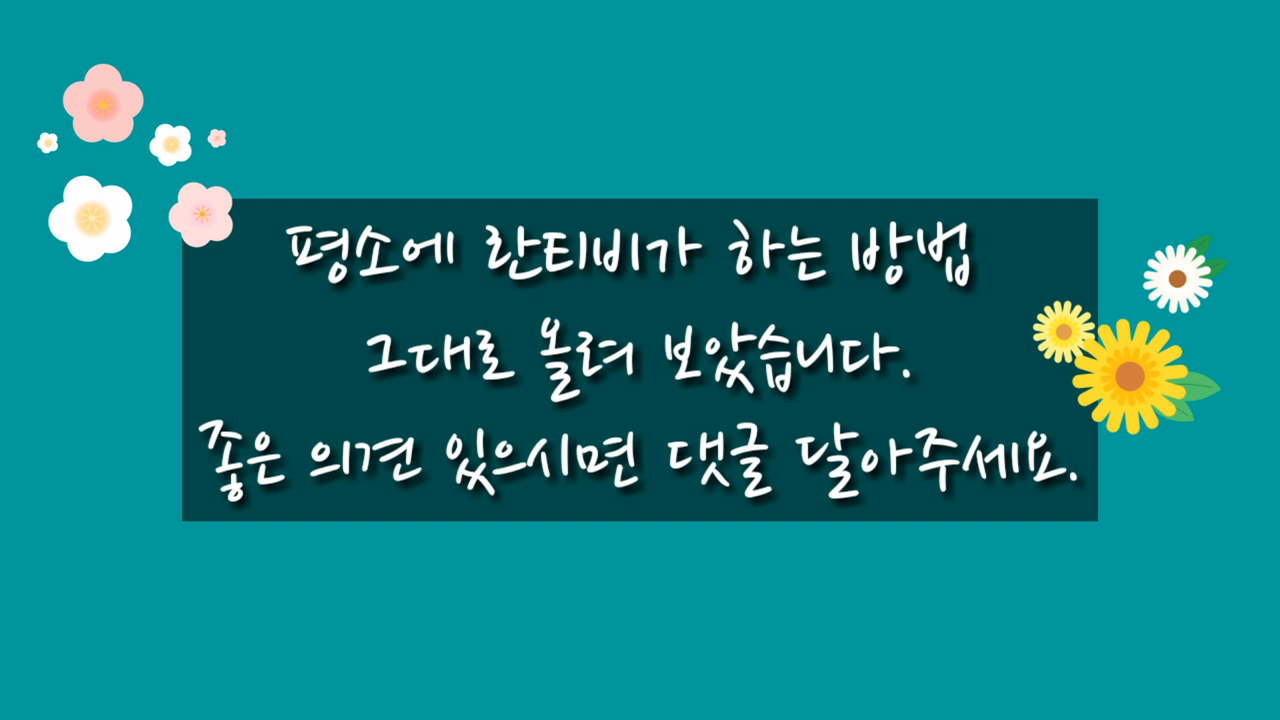 평소에 란티비가 하는 방법
그대로 올려 보았습니다.
좋은 의견 있으시면 댓글 달아주세요.